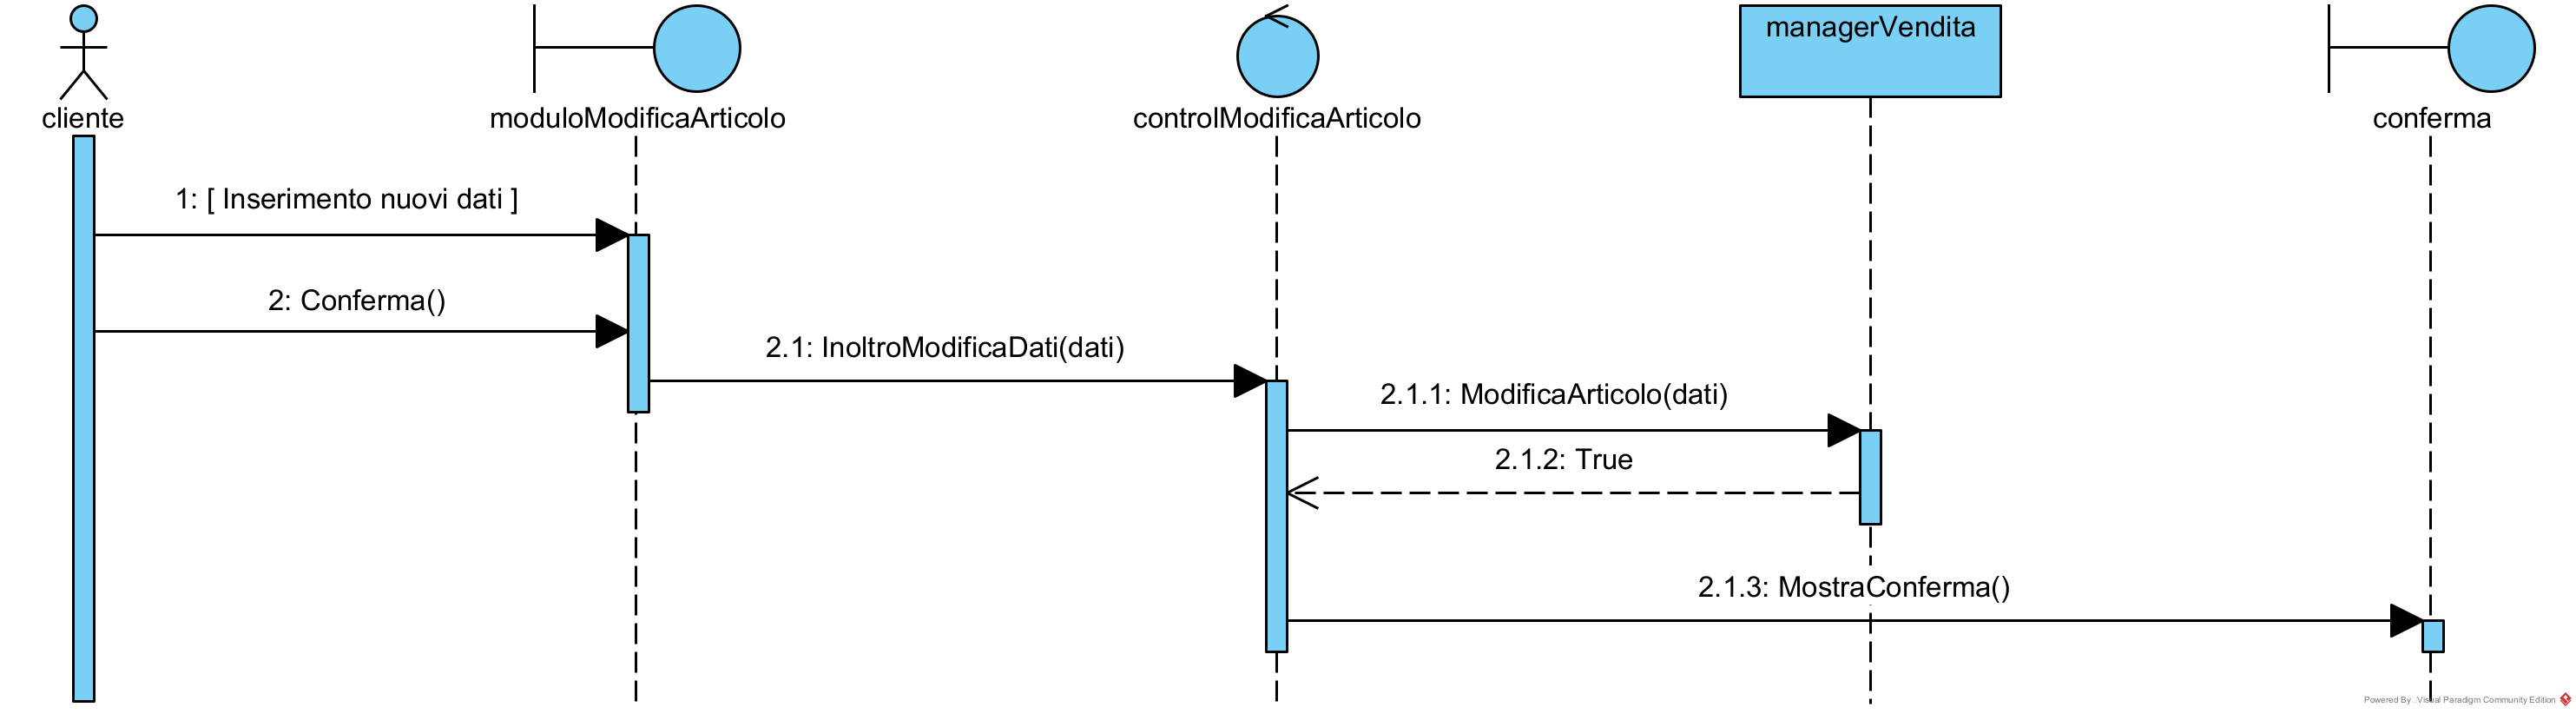 managerVendita
cliente
moduloModificaArticolo
controlModificaArticolo
conferma
1: [ Inserimento nuovi dati ]
2: Conferma()
2.1: InoltroModificaDati(dati)
2.1.1: ModificaArticolo(dati)
2.1.2: True
2.1.3: MostraConferma()
Powered By Visual Paradigm Community Edition